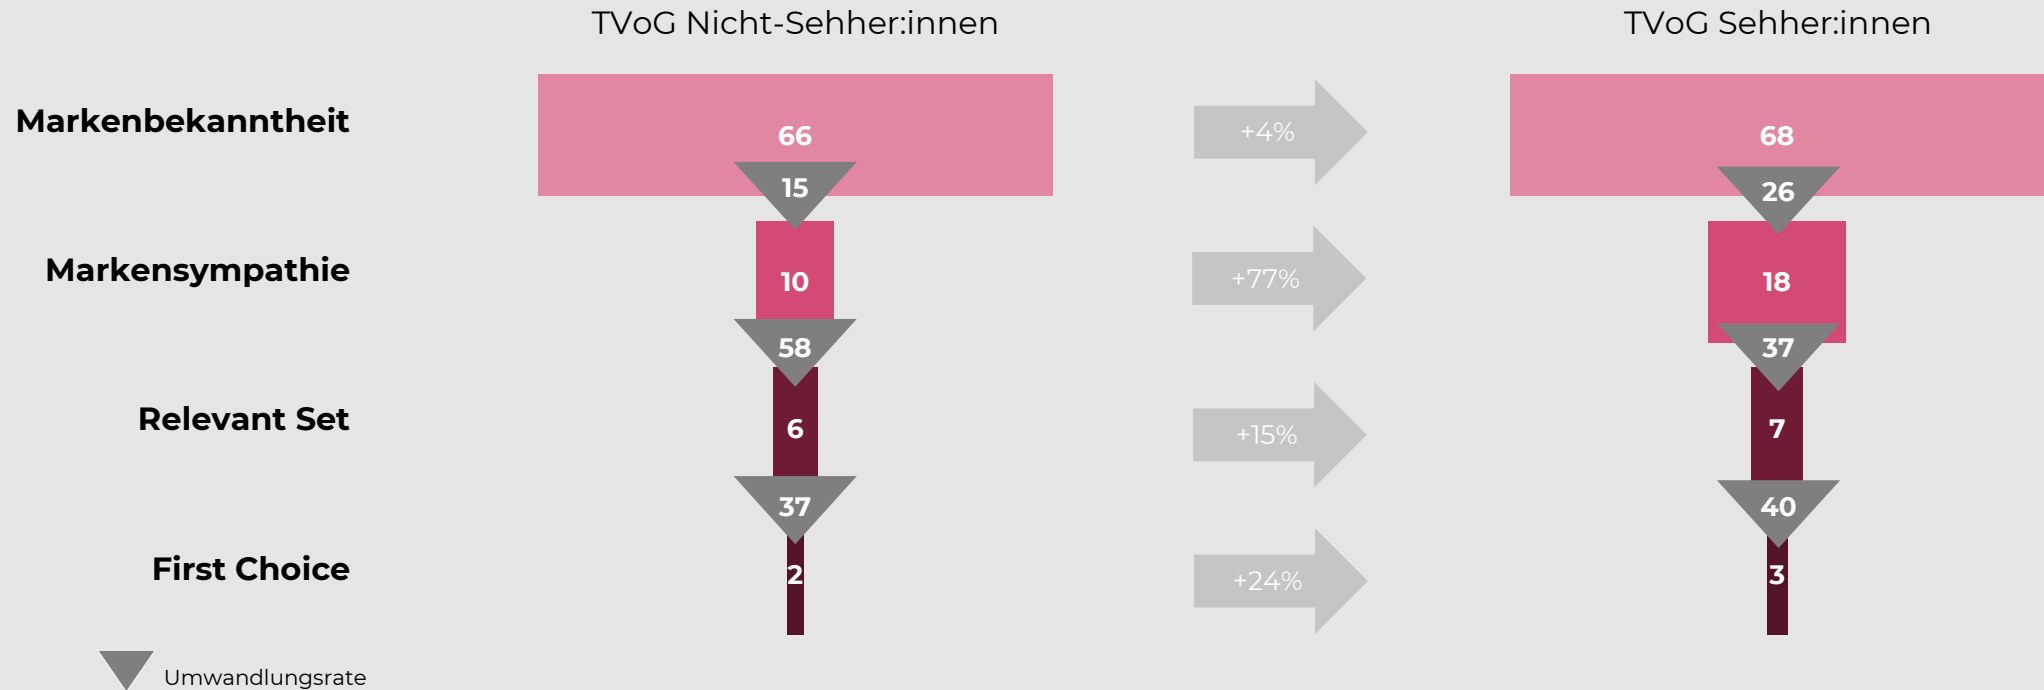 TVoG Nicht-Sehher:innen
TVoG Sehher:innen
Markenbekanntheit
66
+4%
68
15
26
Markensympathie
10
+77%
18
58
37
Relevant Set
6
+15%
7
37
40
First Choice
2
+24%
3
Umwandlungsrate